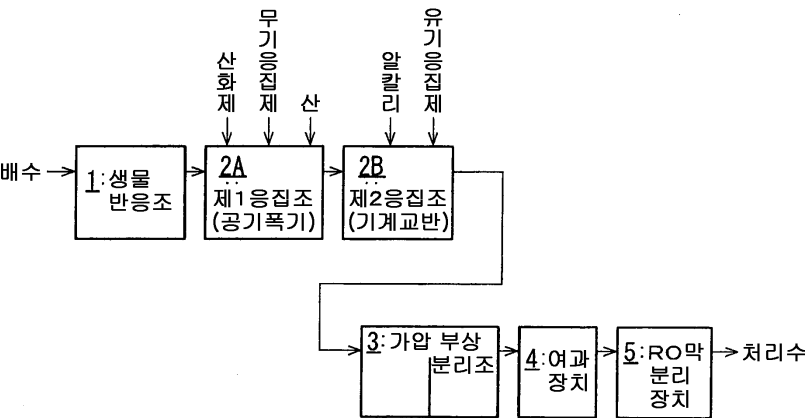 산화제
무기응집제
산
알칼리
유기응집제
배수
1:생물
반응조
2A
제1응집조
(공기폭기)
2B
제2응집조
(기계교반)
3:가압 부상
분리조
4:여과
장치
5:RO막
분리
장치
처리수